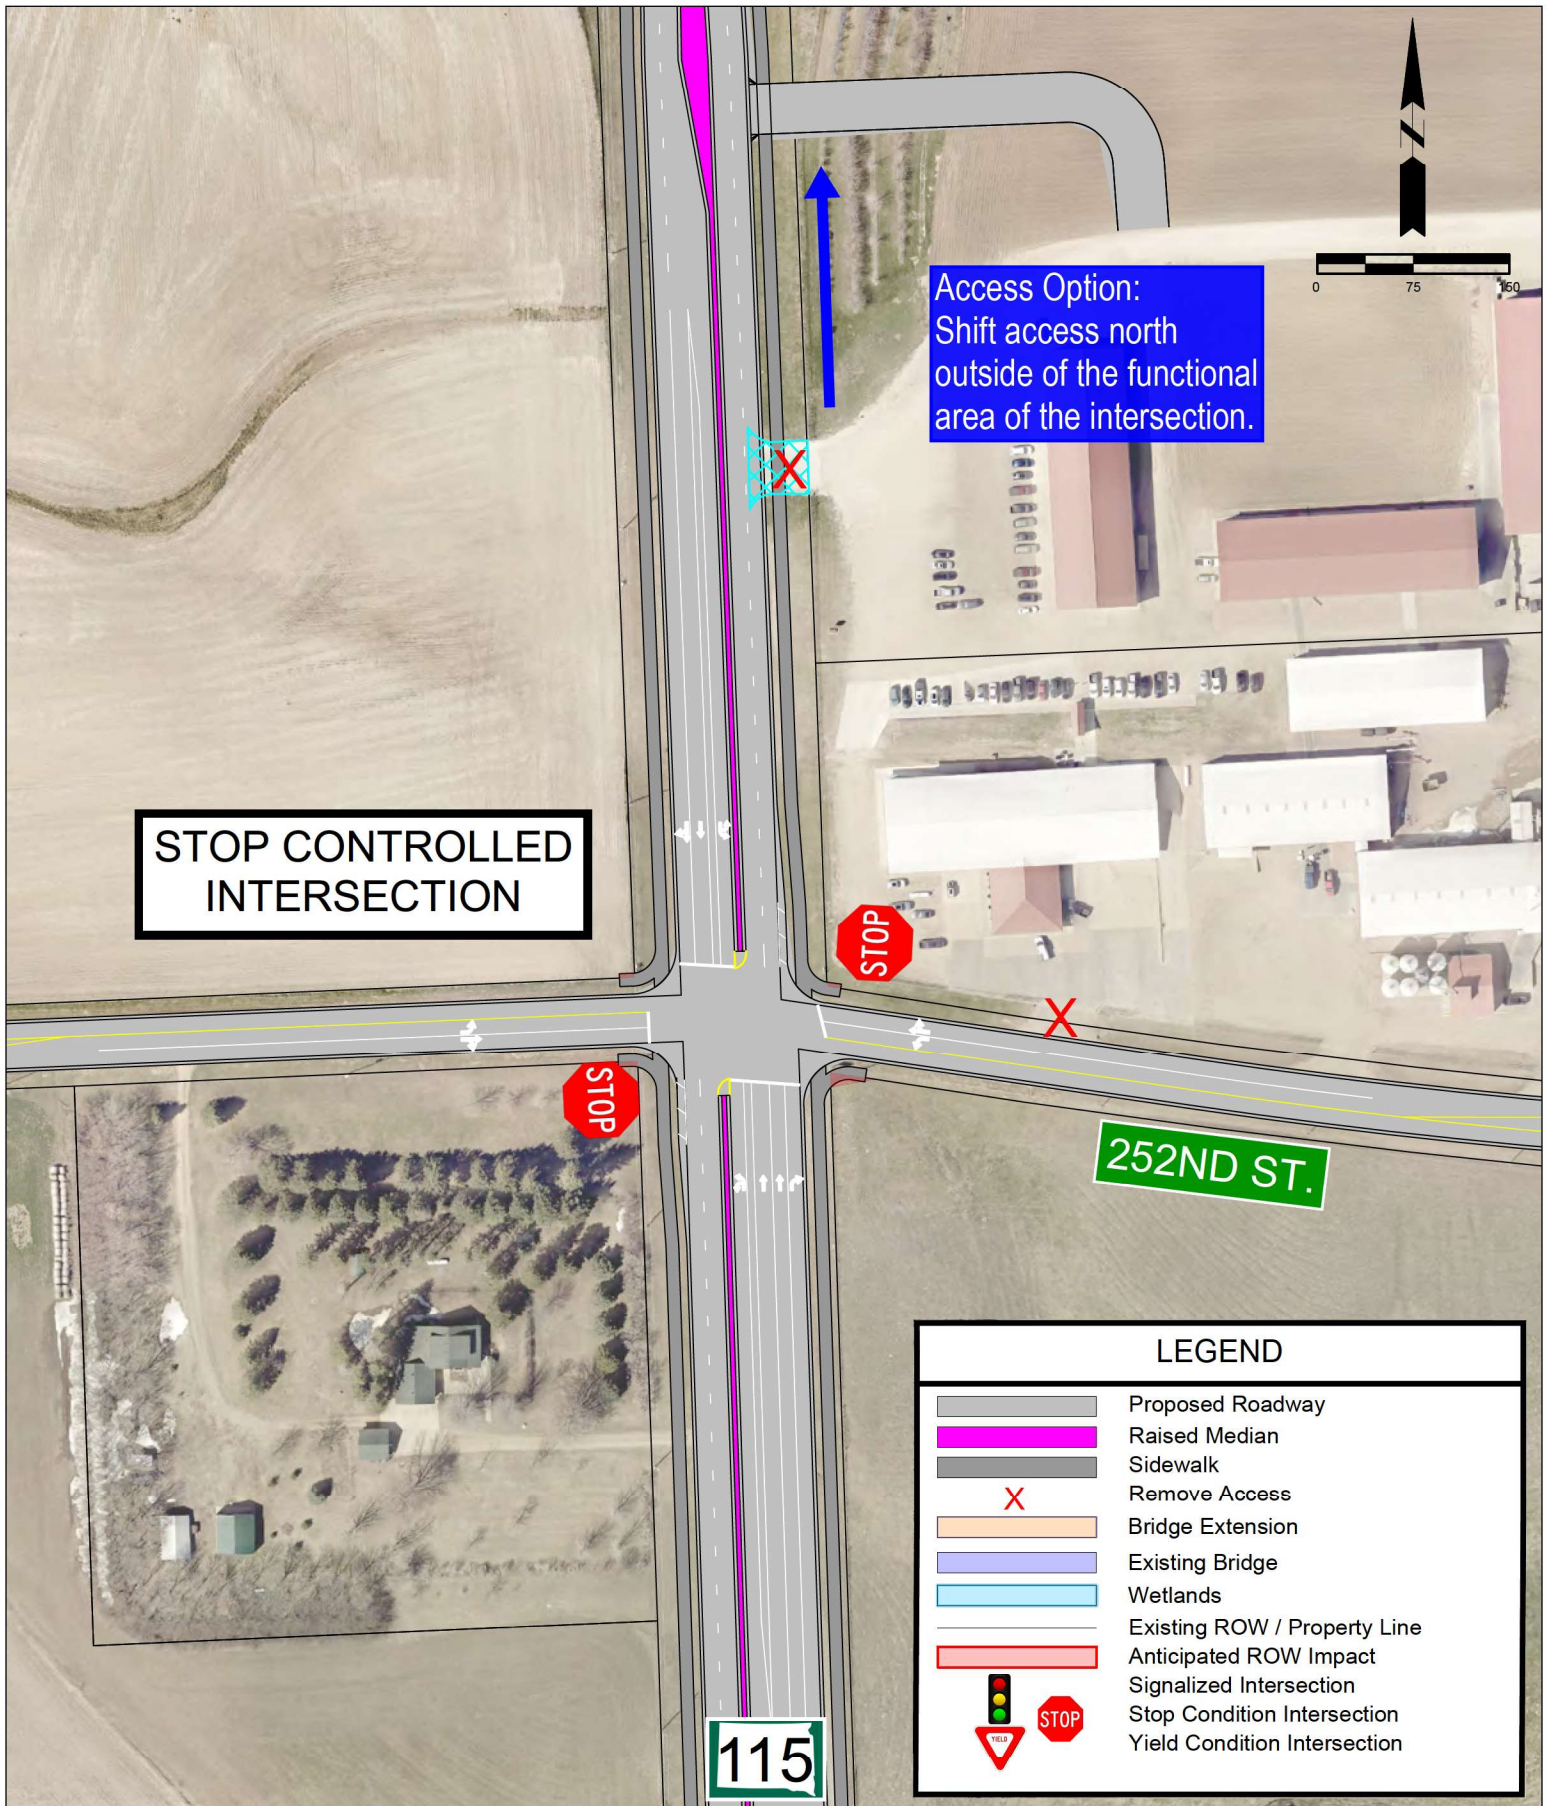 N
0 75 150
Access Option:
Shift access north
outside of the functional
area of the intersection.
X
STOP CONTROLLED
INTERSECTION
STOP
X
STOP
252ND ST.
LEGEND
Proposed Roadway
Raised Median
Sidewalk
X Remove Access
Bridge Extension
Existing Bridge
Wetlands
Existing ROW / Property Line
Anticipated ROW Impact
Signalized Intersection
STOP Stop Condition Intersection
YIELD Yield Condition Intersection
115